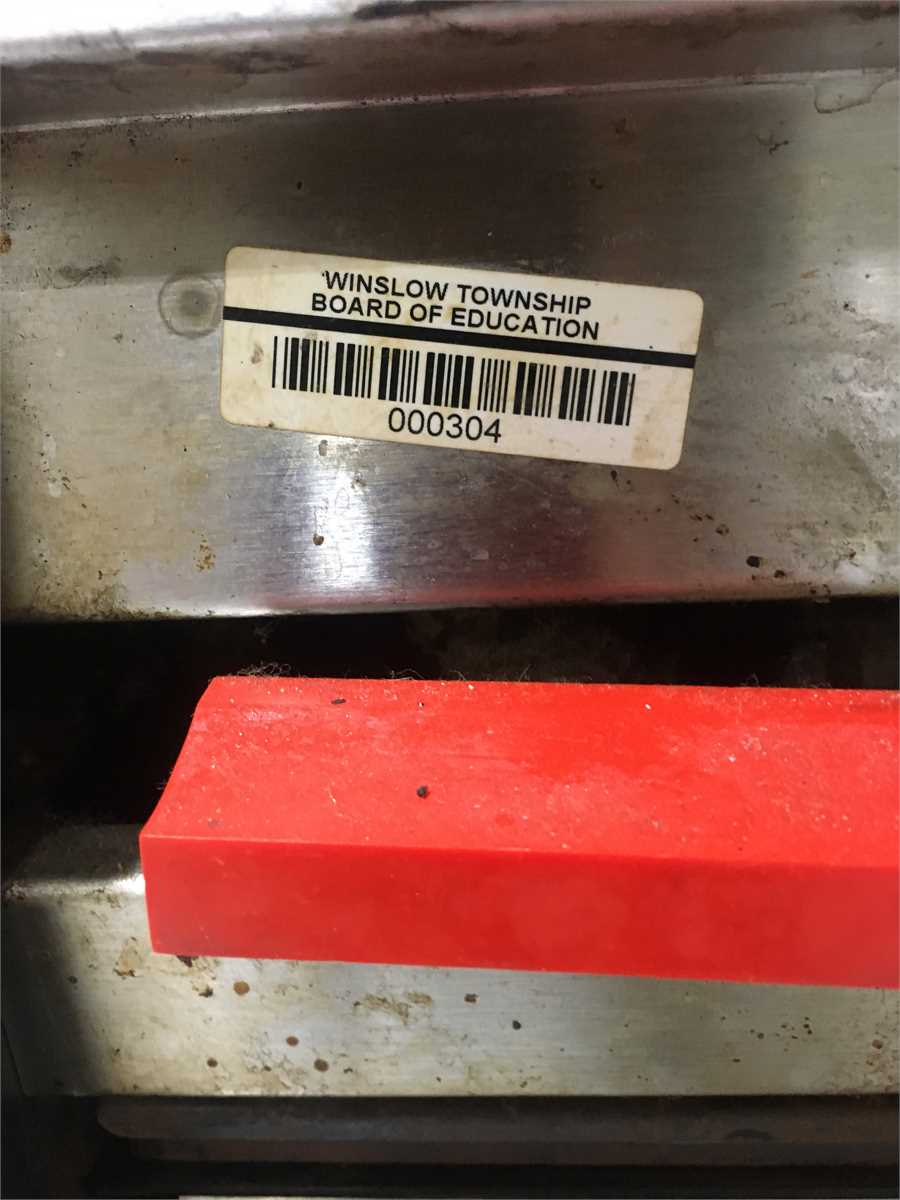 WINSLOW TOWNSHIP
BOARD OF EDUCATION
000304